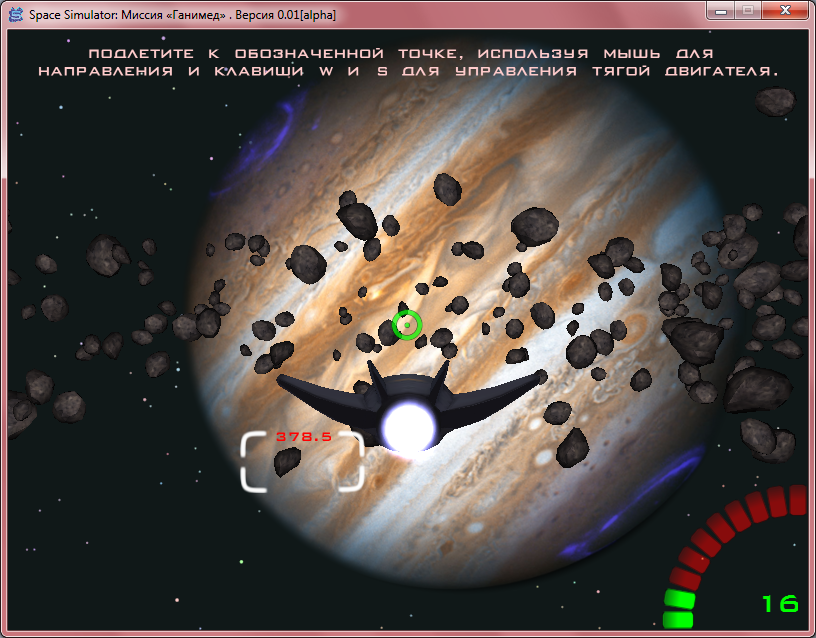 Space Simulator: Миссия «Ганимед» . Версия 0.01[alpha]
ПОДЛЕТИТЕ К ОБОЗНАЧЕННОЙ ТОЧКЕ, ИСПОЛЬЗУЯ МЫШЬ ДЛЯ
НАПРАВЛЕНИЯ И КЛАВИШИ W И S ДЛЯ УПРАВЛЕНИЯ ТЯГОЙ ДВИГАТЕЛЯ.
378.5
16